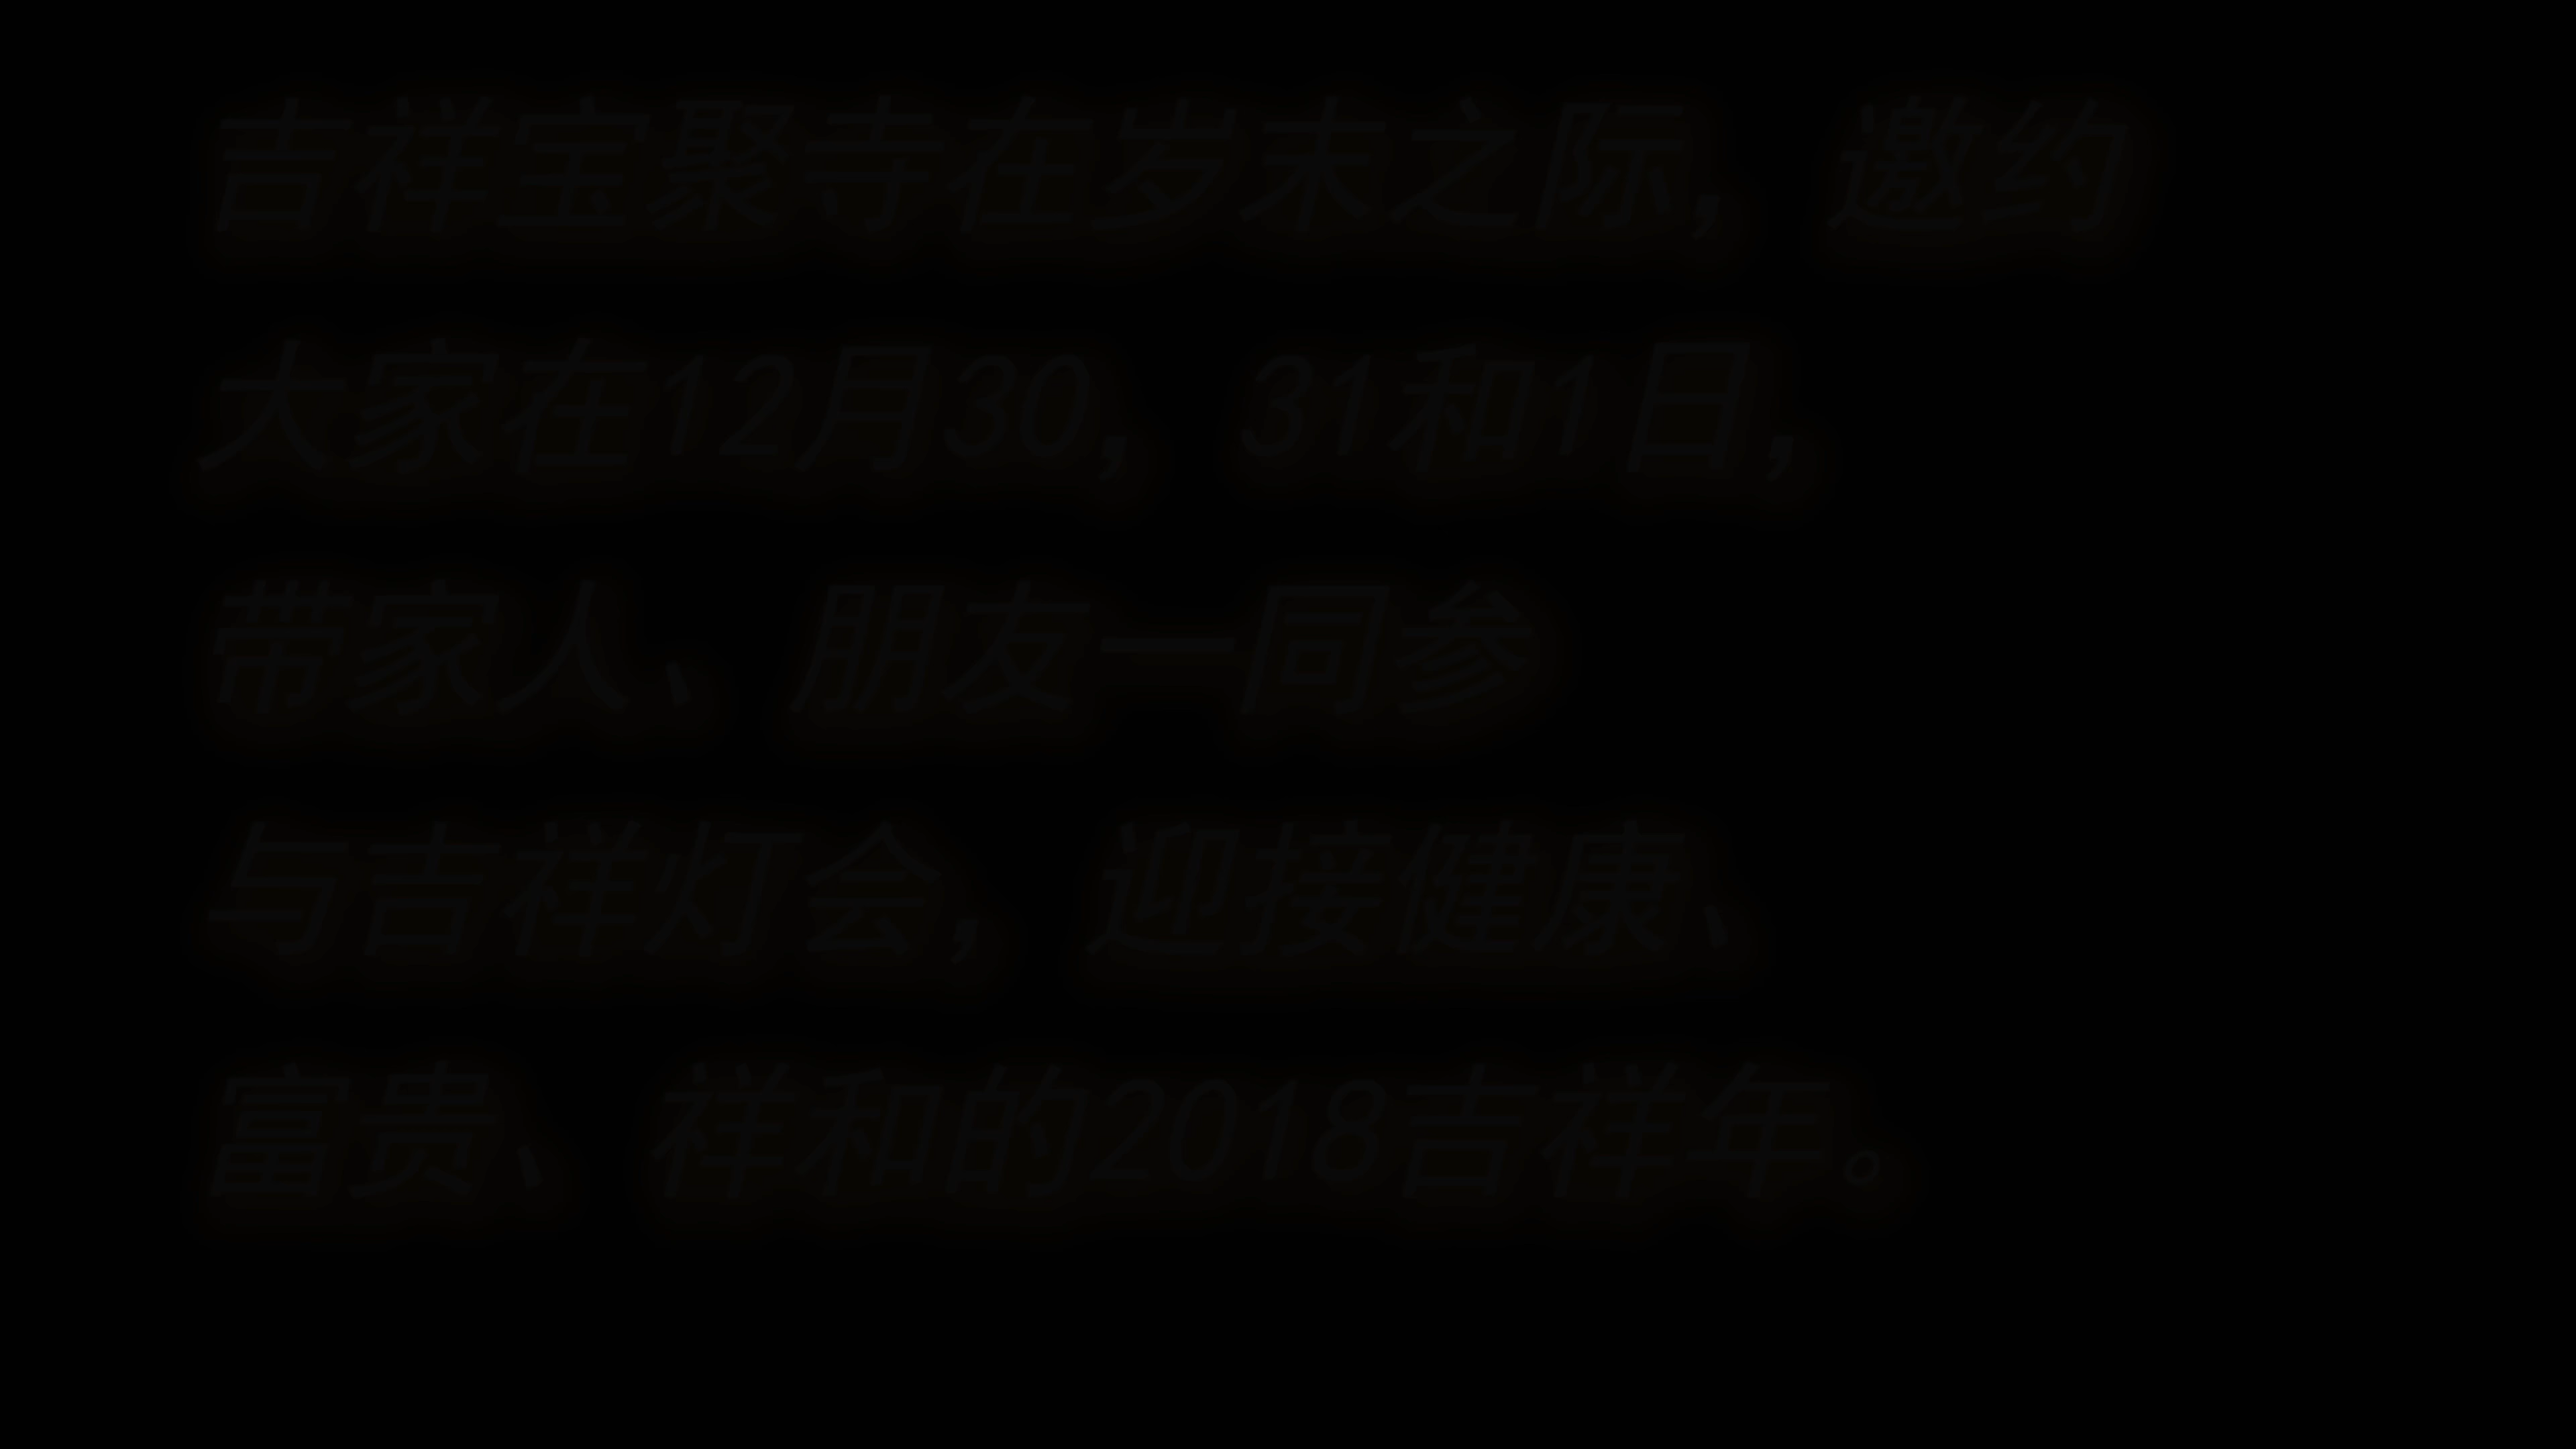 吉祥宝聚寺在岁末之际，邀约
大家在12月30，31和1日，
带家人、朋友一同参
与吉祥灯会，迎接健康、
富贵、祥和的2018吉祥年。